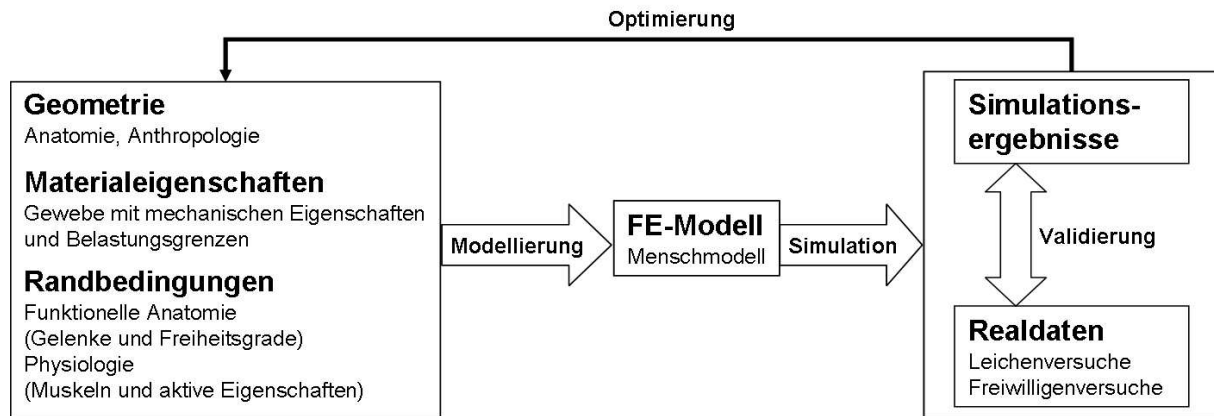 Optimierung
Geometrie
Anatomie, Anthropologie
Materialeigenschaften
Gewebe mit mechanischen Eigenschaften
und Belastungsgrenzen
Randbedingungen
Funktionelle Anatomie
(Gelenke und Freiheitsgrade)
Physiologie
(Muskeln und aktive Eigenschaften)
Modellierung
FE-Modell
Menschmodell
Simulation
Simulations-
ergebnisse
Validierung
Realdaten
Leichenversuche
Freiwilligenversuche